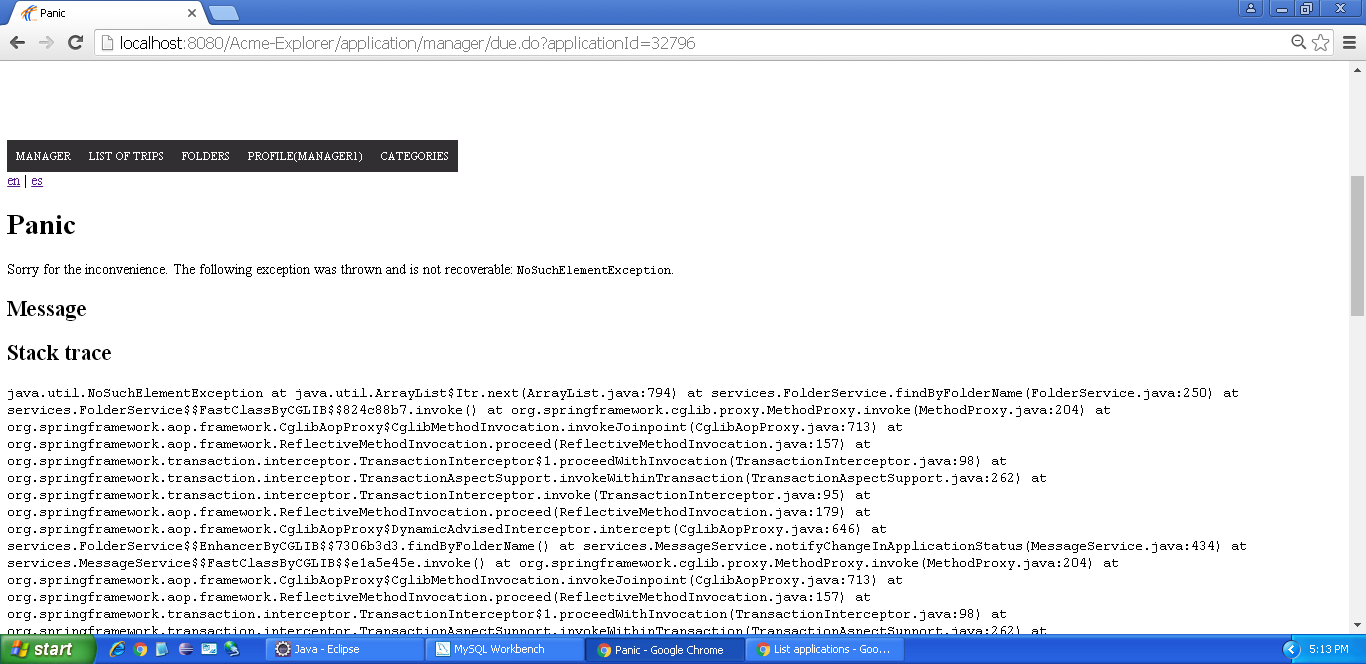 Panic
localhost:8080/Acme-Explorer/application/manager/due.do?applicationId=32796
MANAGER LIST OF TRIPS FOLDERS PROFILE(MANAGER1) CATEGORIES
en | es
Panic
Sorry for the inconvenience. The following exception was thrown and is not recoverable: NoSuchElementException.
Message
Stack trace
java.util.NoSuchElementException at java.util.ArrayList$Itr.next(ArrayList.java:794) at services.FolderService.findByFolderName(FolderService.java:250) at
services.FolderService$$FastClassByCGLIB$$824c88b7.invoke() at org.springframework.cglib.proxy.MethodProxy.invoke(MethodProxy.java:204) at
org.springframework.aop.framework.CglibAopProxy$CglibMethodInvocation.invokeJoinpoint(CglibAopProxy.java:713) at
org.springframework.aop.framework.ReflectiveMethodInvocation.proceed(ReflectiveMethodInvocation.java:157) at
org.springframework.transaction.interceptor.TransactionInterceptor$1.proceedWithInvocation(TransactionInterceptor.java:98) at
org.springframework.transaction.interceptor.TransactionAspectSupport.invokeWithinTransaction(TransactionAspectSupport.java:262) at
org.springframework.transaction.interceptor.TransactionInterceptor.invoke(TransactionInterceptor.java:95) at
org.springframework.aop.framework.ReflectiveMethodInvocation.proceed(ReflectiveMethodInvocation.java:179) at
org.springframework.aop.framework.CglibAopProxy$DynamicAdvisedInterceptor.intercept(CglibAopProxy.java:646) at
services.FolderService$$EnhancerByCGLIB$$7306b3d3.findByFolderName() at services.MessageService.notifyChangeInApplicationStatus(MessageService.java:434) at
services.MessageService$$FastClassByCGLIB$$e1a5e45e.invoke() at org.springframework.cglib.proxy.MethodProxy.invoke(MethodProxy.java:204) at
org.springframework.aop.framework.CglibAopProxy$CglibMethodInvocation.invokeJoinpoint(CglibAopProxy.java:713) at
org.springframework.aop.framework.ReflectiveMethodInvocation.proceed(ReflectiveMethodInvocation.java:157) at
org.springframework.transaction.interceptor.TransactionInterceptor$1.proceedWithInvocation(TransactionInterceptor.java:98) at
org.springframework.transaction.interceptor.TransactionAspectSupport.invokeWithinTransaction(TransactionAspectSupport.java:262) at
start Java - Eclipse MySQL Workbench Panic - Google Chrome List applications - Goo... 5:13 PM